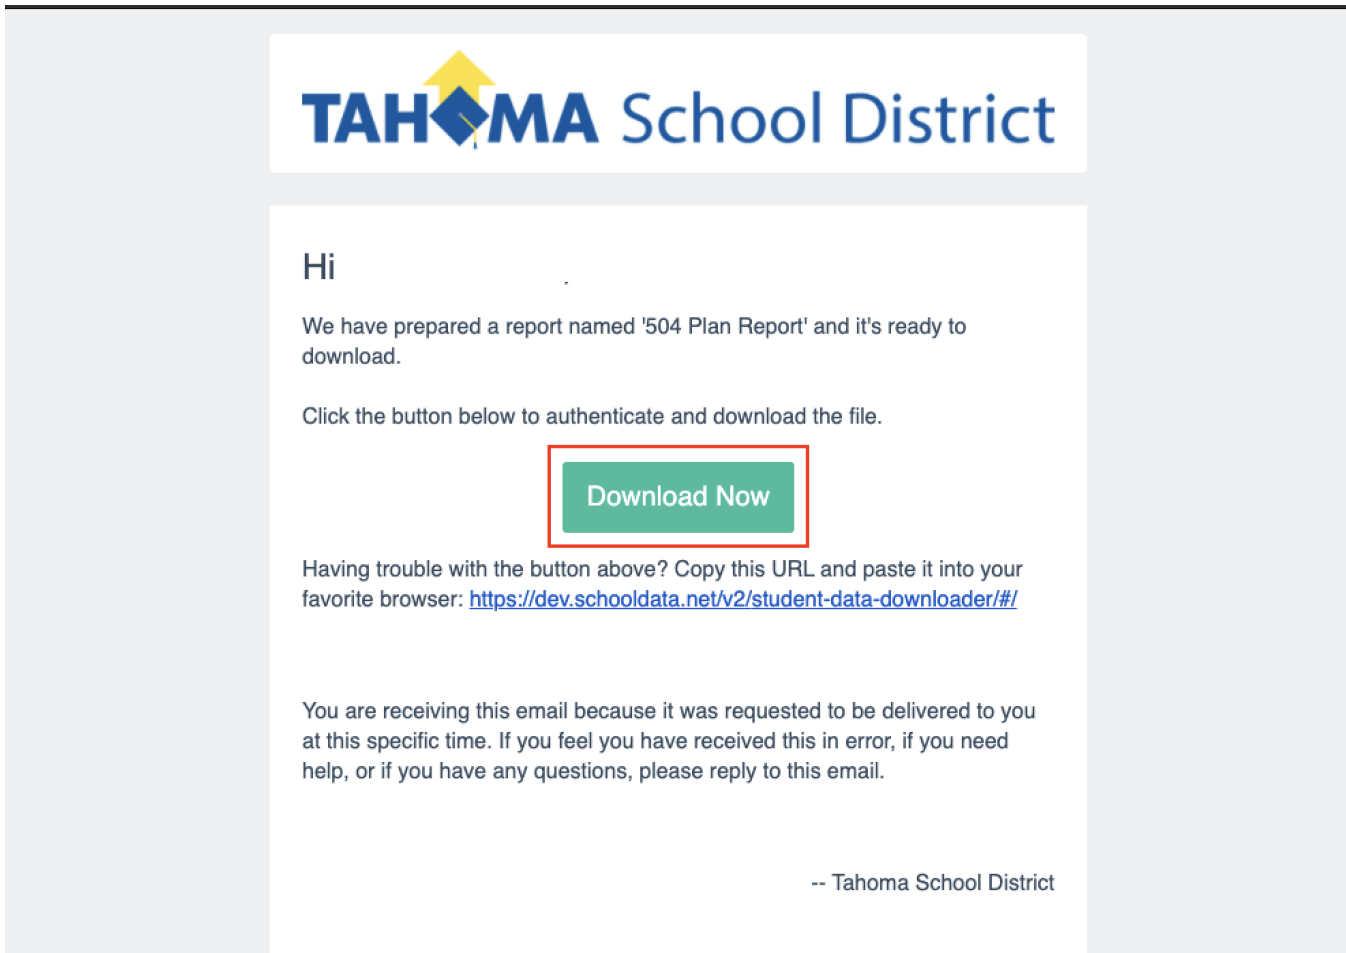 TAHOMA School District
Hi
We have prepared a report named '504 Plan Report' and it's ready to
download.
Click the button below to authenticate and download the file.
Download Now
Having trouble with the button above? Copy this URL and paste it into your
favorite browser: https://dev.schooldata.net/v2/student-data-downloader/#/
You are receiving this email because it was requested to be delivered to you
at this specific time. If you feel you have received this in error, if you need
help, or if you have any questions, please reply to this email.
-- Tahoma School District